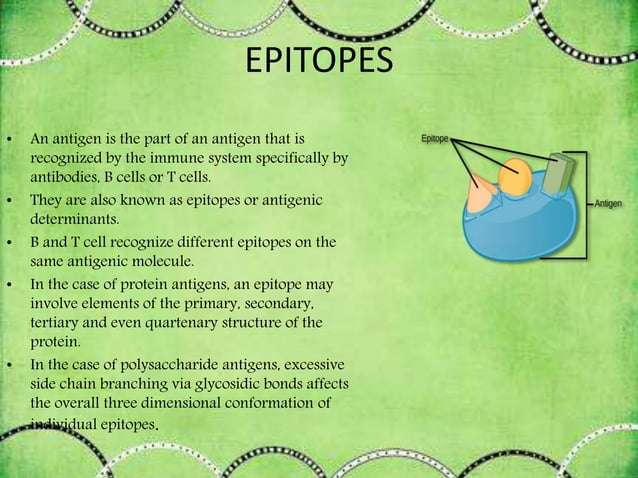 EPITOPES
• An antigen is the part of an antigen that is
recognized by the immune system specifically by
antibodies, B cells or T cells.
• They are also known as epitopes or antigenic
determinants.
• B and T cell recognize different epitopes on the
same antigenic molecule.
• In the case of protein antigens, an epitope may
involve elements of the primary, secondary,
tertiary and even quartenary structure of the
protein.
• In the case of polysaccharide antigens, excessive
side chain branching via glycosidic bonds affects
the overall three dimensional conformation of
individual epitopes.
Epitope
Antigen